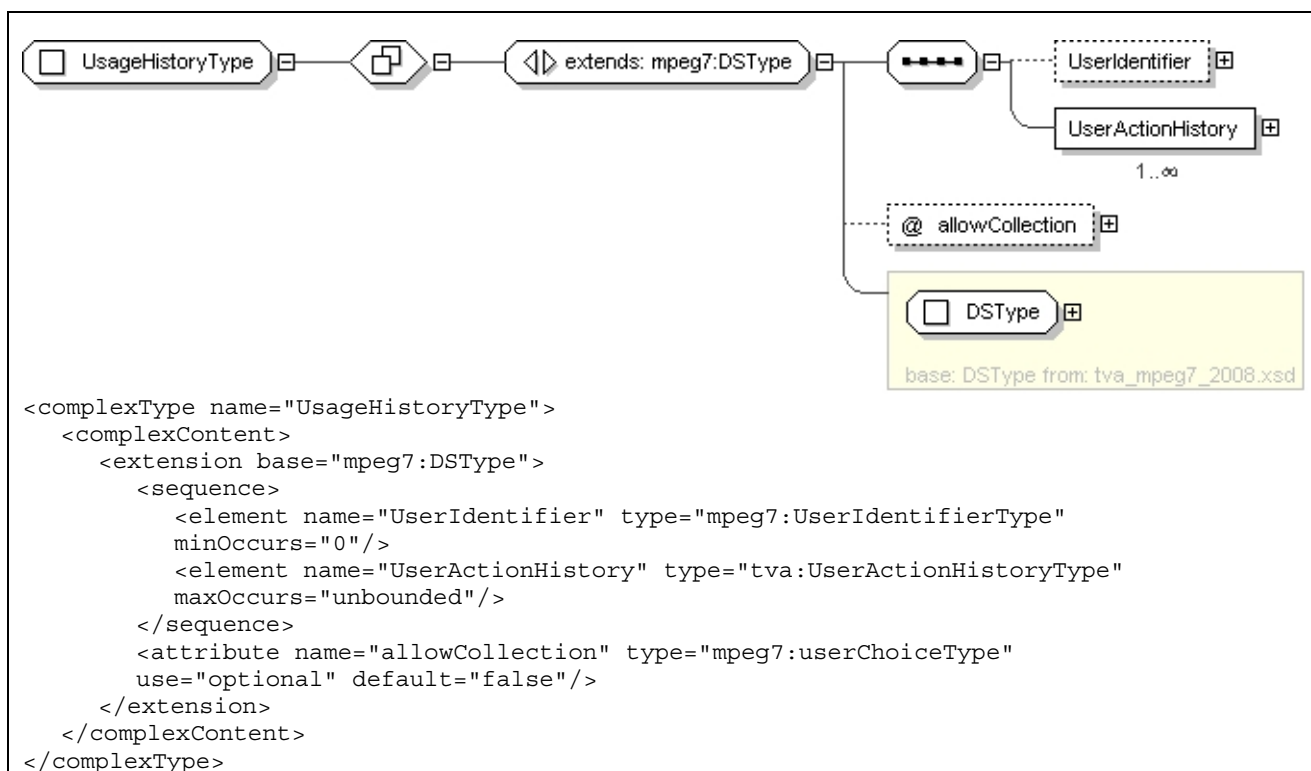 UsageHistoryType
extends: mpeg7:DSType
UserIdentifier
UserActionHistory
1..∞
@ allowCollection
DSType
base: DSType from: tva_mpeg7_2008.xsd
<complexType name="UsageHistoryType">
<complexContent>
<extension base="mpeg7:DSType">
<sequence>
<element name="UserIdentifier" type="mpeg7:UserIdentifierType"
minOccurs="0"/>
<element name="UserActionHistory" type="tva:UserActionHistoryType"
maxOccurs="unbounded"/>
</sequence>
<attribute name="allowCollection" type="mpeg7:userChoiceType"
use="optional" default="false"/>
</extension>
</complexContent>
</complexType>